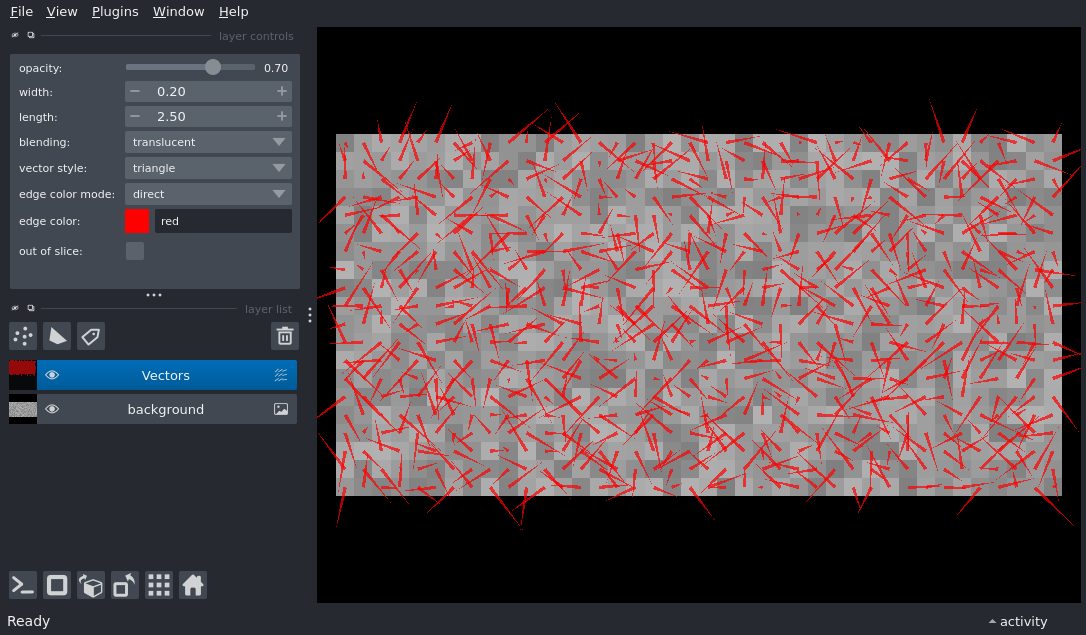 File View Plugins Window Help
layer controls
opacity: 0.70
width: 0.20
length: 2.50
blending: translucent
vector style: triangle
edge color mode: direct
edge color: red
out of slice:
layer list
Vectors
background
Ready
activity